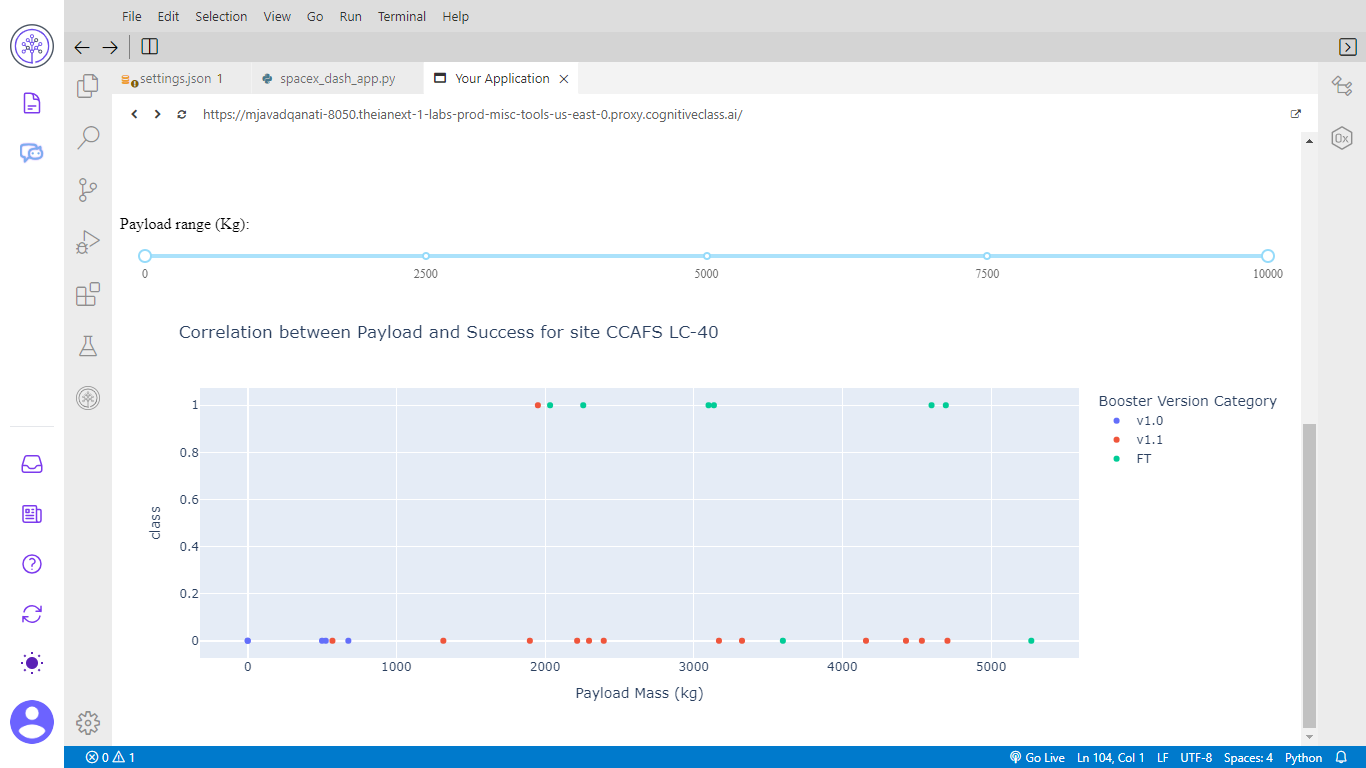 File Edit Selection View Go Run Terminal Help
settings.json 1 spacex_dash_app.py Your Application
https://mjavadqanati-8050.theianext-1-labs-prod-misc-tools-us-east-0.proxy.cognitiveclass.ai/
0x
Payload range (Kg):
0 2500 5000 7500 10000
Correlation between Payload and Success for site CCAFS LC-40
Booster Version Category
v1.0
v1.1
FT
1
0.8
0.6
0.4
0.2
0
class
0 1000 2000 3000 4000 5000
Payload Mass (kg)
0 1 Go Live Ln 104, Col 1 LF UTF-8 Spaces: 4 Python